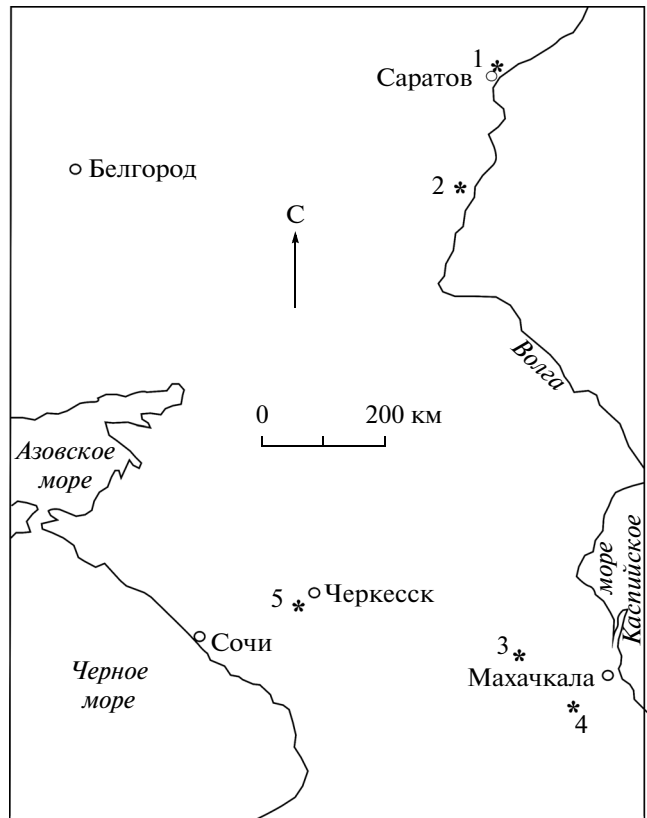 1
Саратов
Белгород
2
С
Волга
0 200 км
Азовское
море
море
Каспийское
5
Черкесск
Сочи
3
Махачкала
Черное
море
4